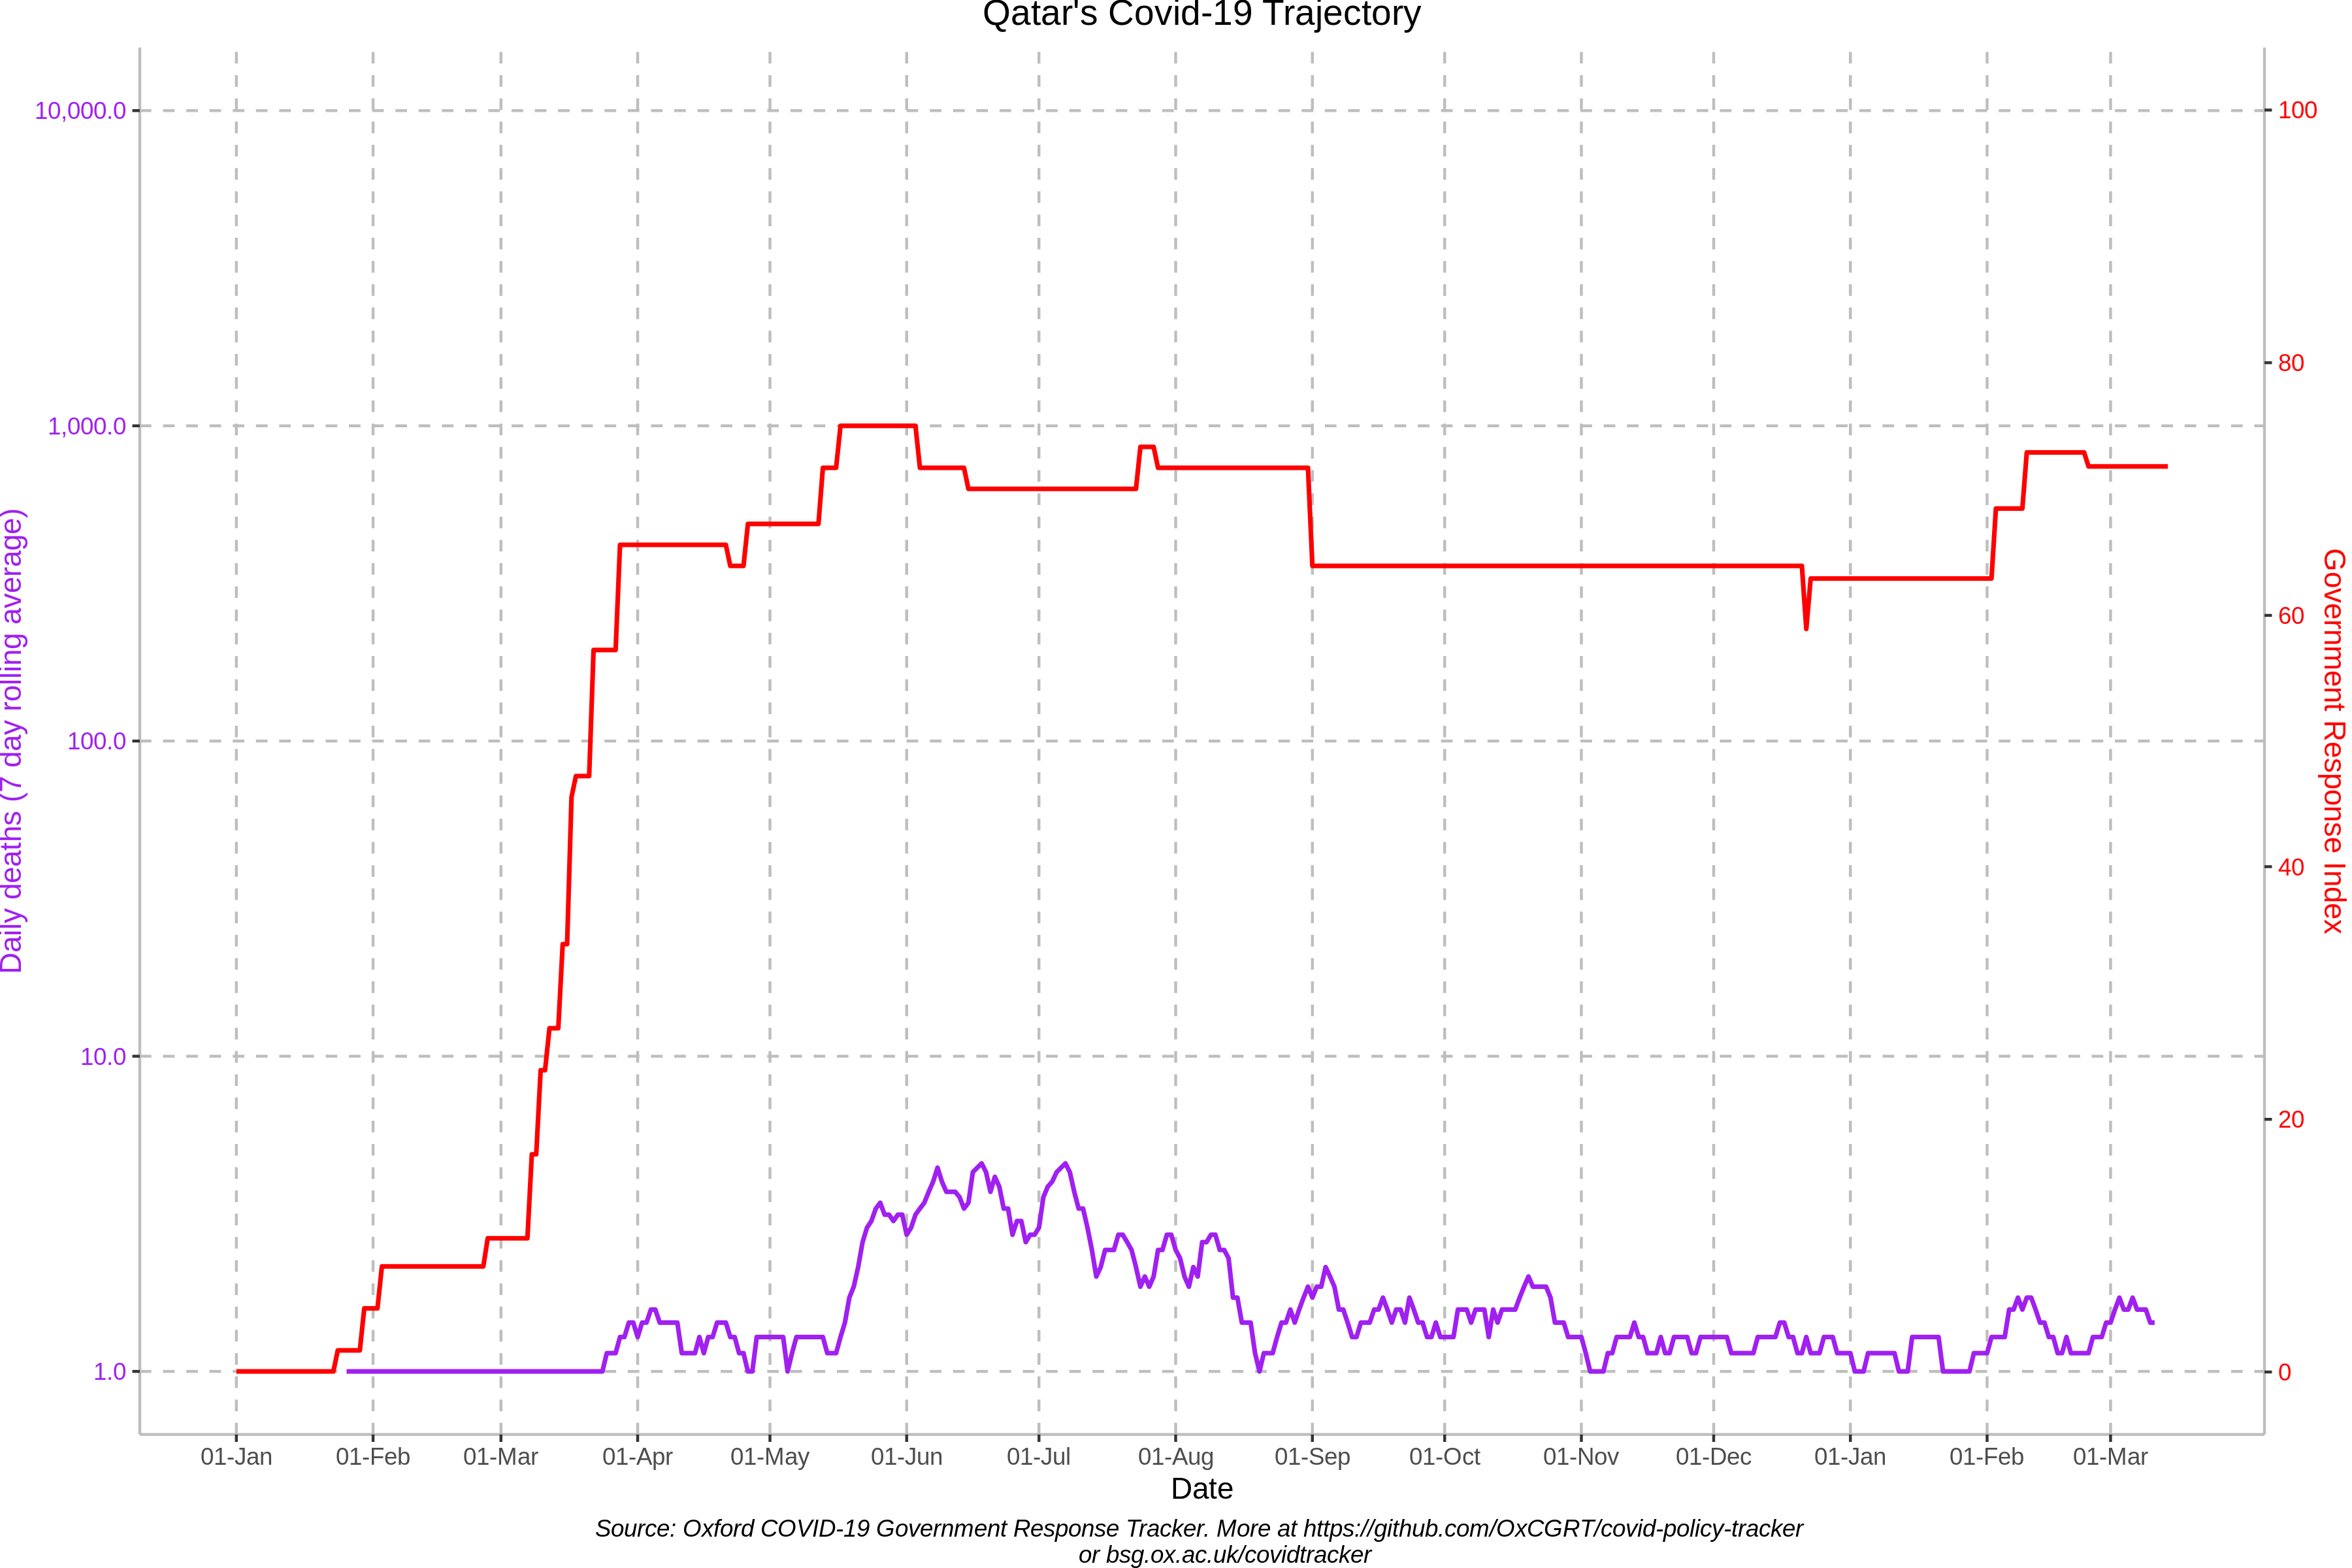 Qatar's Covid-19 Trajectory
10,000.0
1,000.0
100.0
10.0
1.0
Daily deaths (7 day rolling average)
100
80
60
40
20
0
Government Response Index
01-Jan
01-Feb
01-Mar
01-Apr
01-May
01-Jun
01-Jul
01-Aug
01-Sep
01-Oct
01-Nov
01-Dec
01-Jan
01-Feb
01-Mar
Date
Source: Oxford COVID-19 Government Response Tracker. More at https://github.com/OxCGRT/covid-policy-tracker
or bsg.ox.ac.uk/covidtracker